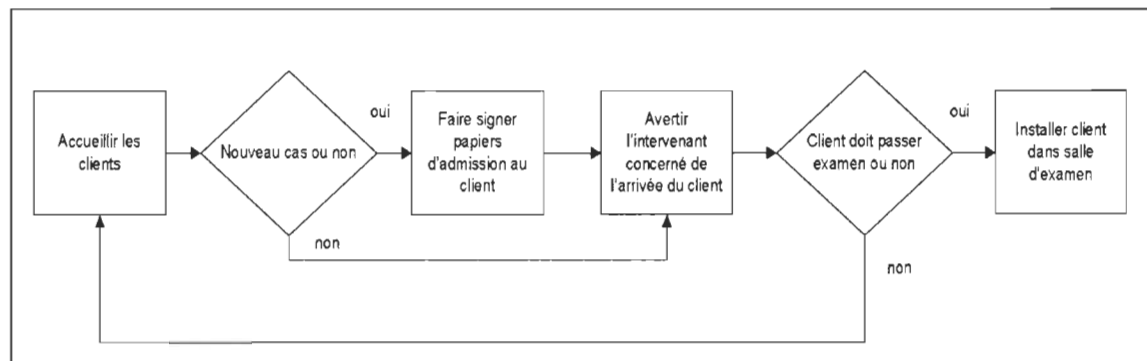 Accueillir les
clients
Nouveau cas ou non
oui
non
Faire signer
papiers
d'admission au
client
Avertir
l'intervenant
concerné de
l'arrivée du client
Client doit passer
examen ou non
oui
non
Installer client
dans salle
d'examen